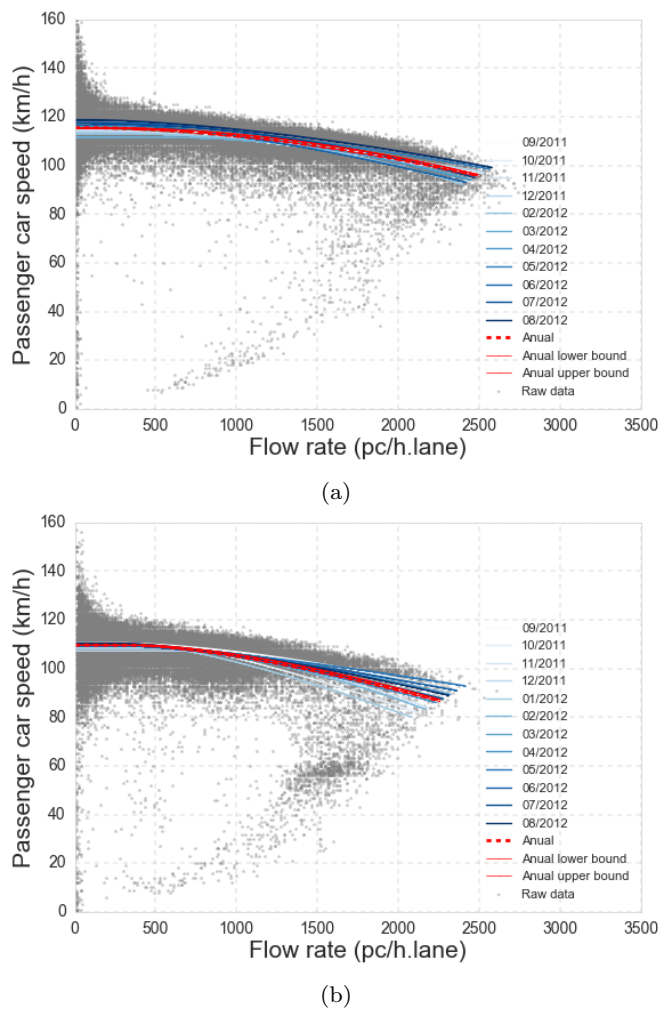 160
140
120
100
80
60
40
20
0
Passenger car speed (km/h)
09/2011
10/2011
11/2011
12/2011
02/2012
03/2012
04/2012
05/2012
06/2012
07/2012
08/2012
Anual
Anual lower bound
Anual upper bound
Raw data
0 500 1000 1500 2000 2500 3000 3500
Flow rate (pc/h.lane)
(a)
160
140
120
100
80
60
40
20
0
Passenger car speed (km/h)
09/2011
10/2011
11/2011
12/2011
01/2012
02/2012
03/2012
04/2012
05/2012
06/2012
07/2012
08/2012
Anual
Anual lower bound
Anual upper bound
Raw data
0 500 1000 1500 2000 2500 3000 3500
Flow rate (pc/h.lane)
(b)